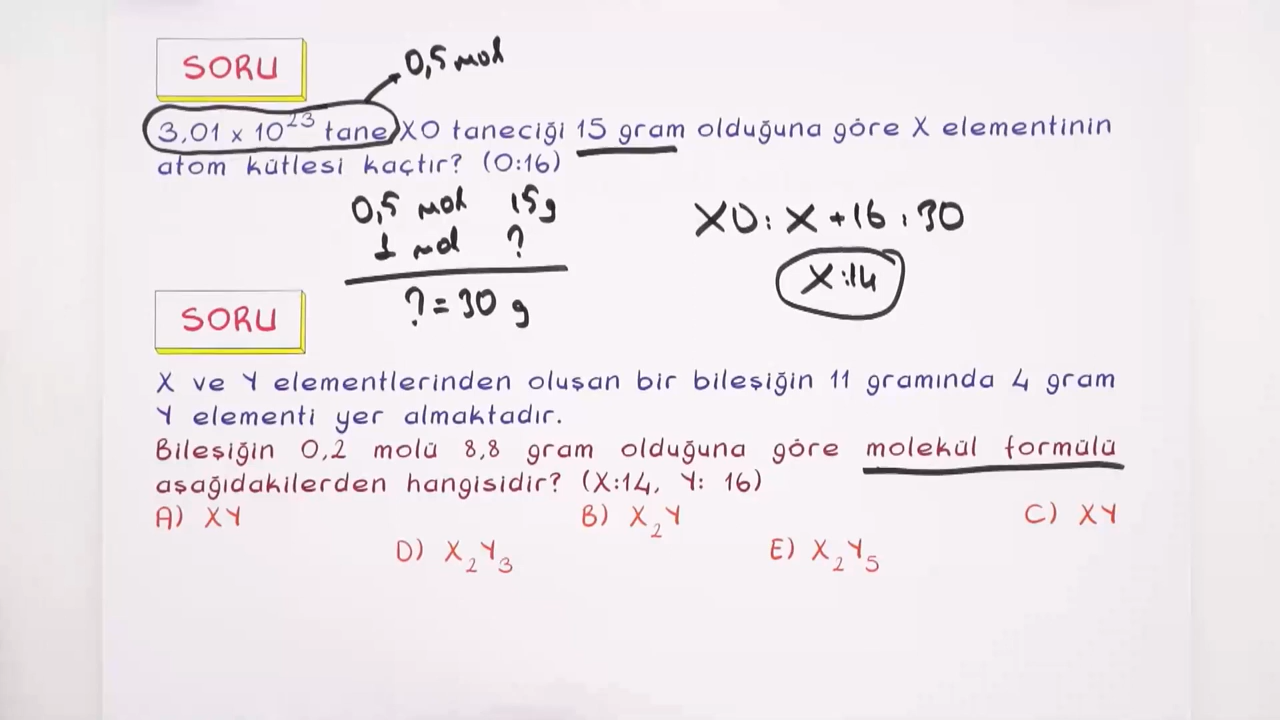 SORU
0,5 mol
3,01 x 10²³ tane XO taneciği 15 gram olduğuna göre X elementinin
atom kütlesi kaçtır? (O:16)
0,5 mol 15g
1 mol ?
?=30 g
XO: X+16:30
X:14
SORU
X ve Y elementlerinden oluşan bir bileşiğin 11 gramında 4 gram
Y elementi yer almaktadır.
Bileşiğin 0,2 molü 8,8 gram olduğuna göre molekül formülü
aşağıdakilerden hangisidir? (X:14, Y: 16)
A) XY B) X₂Y C) XY
D) X₂Y₃ E) X₂Y₅